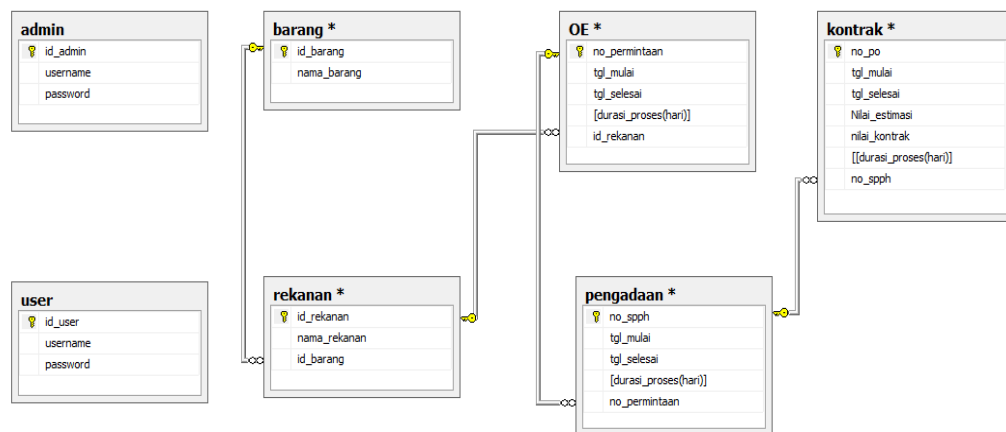 admin
id_admin
username
password
barang *
id_barang
nama_barang
OE *
no_permintaan
tgl_mulai
tgl_selesai
[durasi_proses(hari)]
id_rekanan
kontrak *
no_po
tgl_mulai
tgl_selesai
Nilai_estimasi
nilai_kontrak
[[durasi_proses(hari)]
no_spph
user
id_user
username
password
rekanan *
id_rekanan
nama_rekanan
id_barang
pengadaan *
no_spph
tgl_mulai
tgl_selesai
[durasi_proses(hari)]
no_permintaan